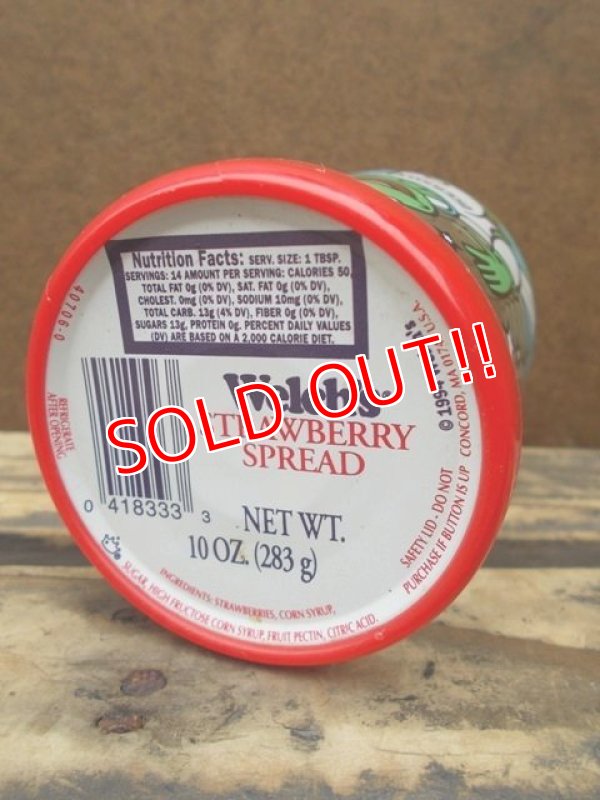 Nutrition Facts: SERV. SIZE: 1 TBSP.
SERVINGS: 14 AMOUNT PER SERVING: CALORIES 50,
TOTAL FAT 0g (0% DV), SAT. FAT 0g (0% DV),
CHOLEST. 0mg (0% DV), SODIUM 10mg (0% DV),
TOTAL CARB. 13g (4% DV), FIBER 0g (0% DV),
SUGARS 13g, PROTEIN 0g. PERCENT DAILY VALUES
(DV) ARE BASED ON A 2,000 CALORIE DIET.
40706-0
REFRIGERATE
AFTER OPENING
Welch's
STRAWBERRY
SPREAD
SOLD OUT!!
0 418333 3
NET WT.
10 OZ. (283 g)
INGREDIENTS: STRAWBERRIES, CORN SYRUP,
SUGAR, HIGH FRUCTOSE CORN SYRUP, FRUIT PECTIN, CITRIC ACID.
SAFETY LID - DO NOT
PURCHASE IF BUTTON IS UP
CONCORD, MA U.S.A.